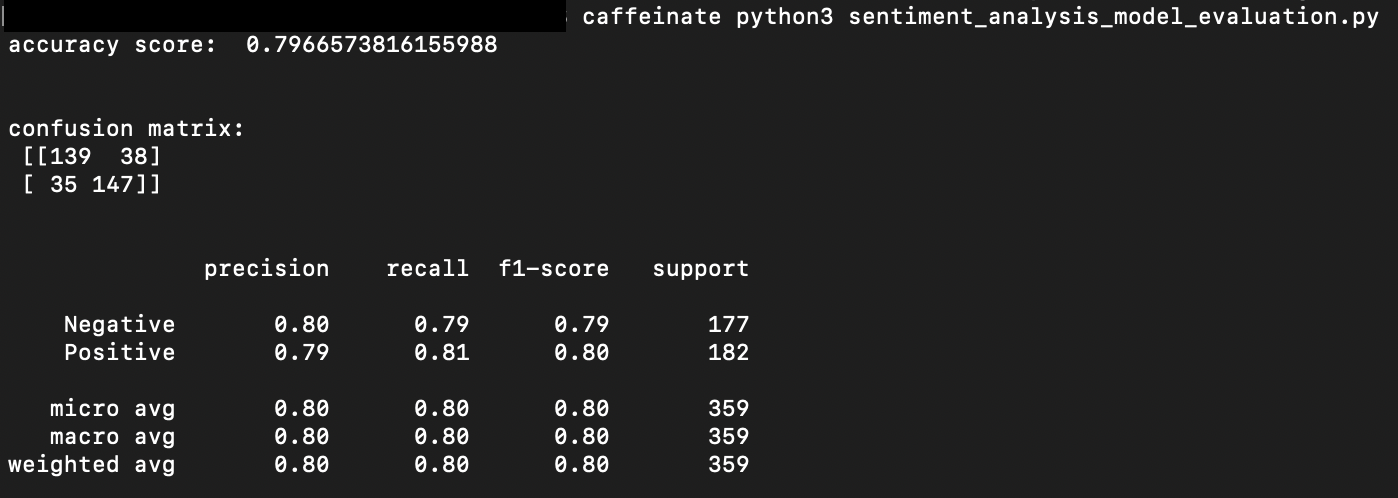 caffeinate python3 sentiment_analysis_model_evaluation.py
accuracy score:  0.7966573816155988
confusion matrix:
 [[139  38]
 [ 35 147]]
              precision    recall  f1-score   support
    Negative       0.80      0.79      0.79       177
    Positive       0.79      0.81      0.80       182
   micro avg       0.80      0.80      0.80       359
   macro avg       0.80      0.80      0.80       359
weighted avg       0.80      0.80      0.80       359